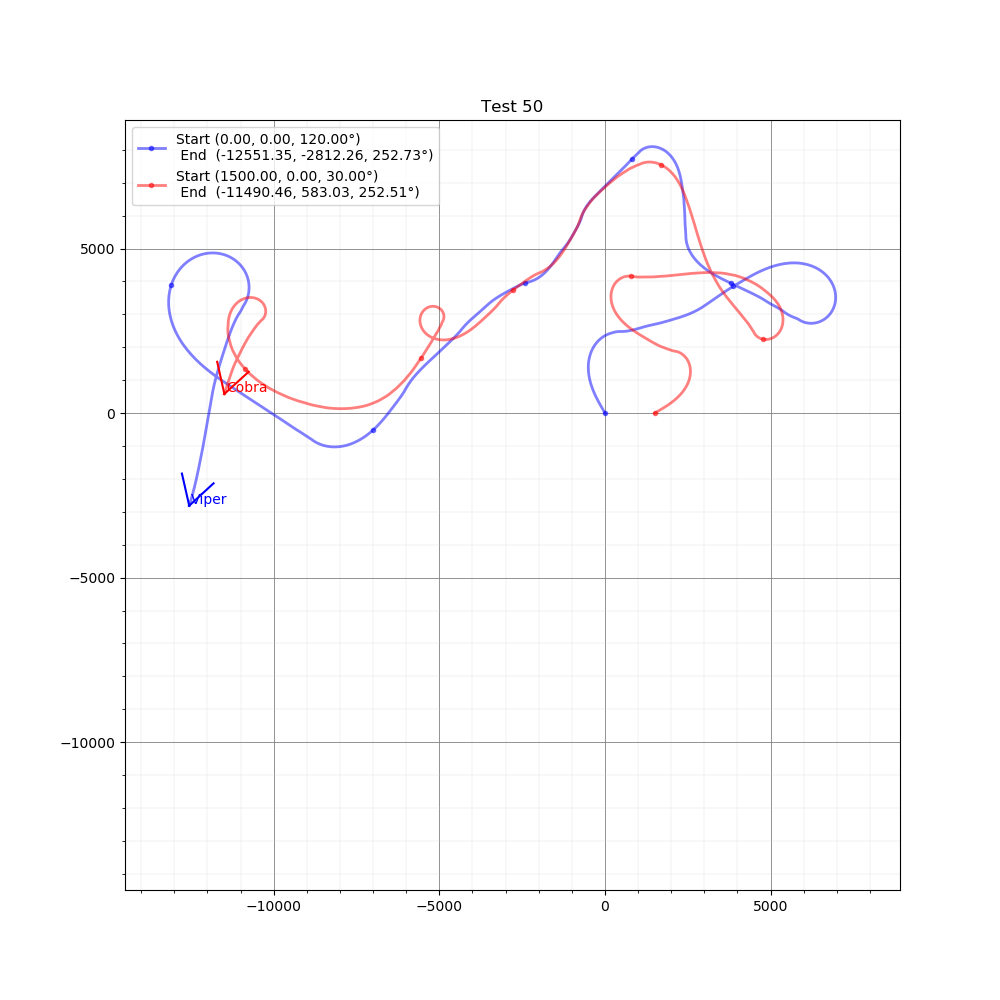 Test 50
Start (0.00, 0.00, 120.00°)
End (-12551.35, -2812.26, 252.73°)
Start (1500.00, 0.00, 30.00°)
End (-11490.46, 583.03, 252.51°)
5000
0
−5000
−10000
Cobra
Viper
−10000
−5000
0
5000